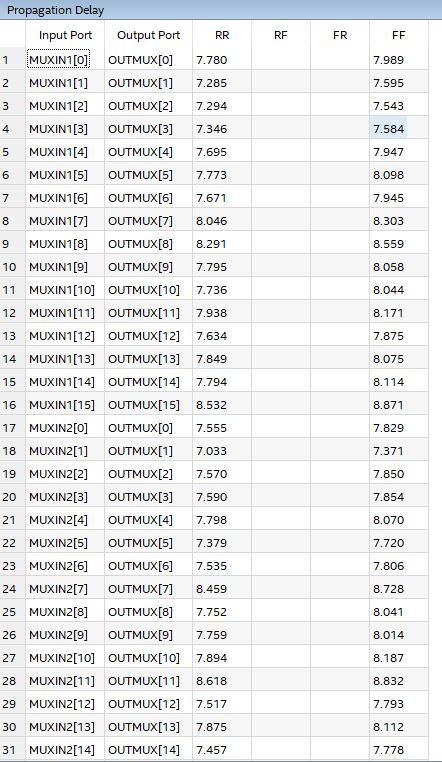 Propagation Delay
Input Port Output Port RR RF FR FF
1 MUXIN1[0] OUTMUX[0] 7.780 7.989
2 MUXIN1[1] OUTMUX[1] 7.285 7.595
3 MUXIN1[2] OUTMUX[2] 7.294 7.543
4 MUXIN1[3] OUTMUX[3] 7.346 7.584
5 MUXIN1[4] OUTMUX[4] 7.695 7.947
6 MUXIN1[5] OUTMUX[5] 7.773 8.098
7 MUXIN1[6] OUTMUX[6] 7.671 7.945
8 MUXIN1[7] OUTMUX[7] 8.046 8.303
9 MUXIN1[8] OUTMUX[8] 8.291 8.559
10 MUXIN1[9] OUTMUX[9] 7.795 8.058
11 MUXIN1[10] OUTMUX[10] 7.736 8.044
12 MUXIN1[11] OUTMUX[11] 7.938 8.171
13 MUXIN1[12] OUTMUX[12] 7.634 7.875
14 MUXIN1[13] OUTMUX[13] 7.849 8.075
15 MUXIN1[14] OUTMUX[14] 7.794 8.114
16 MUXIN1[15] OUTMUX[15] 8.532 8.871
17 MUXIN2[0] OUTMUX[0] 7.555 7.829
18 MUXIN2[1] OUTMUX[1] 7.033 7.371
19 MUXIN2[2] OUTMUX[2] 7.570 7.850
20 MUXIN2[3] OUTMUX[3] 7.590 7.854
21 MUXIN2[4] OUTMUX[4] 7.798 8.070
22 MUXIN2[5] OUTMUX[5] 7.379 7.720
23 MUXIN2[6] OUTMUX[6] 7.535 7.806
24 MUXIN2[7] OUTMUX[7] 8.459 8.728
25 MUXIN2[8] OUTMUX[8] 7.752 8.041
26 MUXIN2[9] OUTMUX[9] 7.759 8.014
27 MUXIN2[10] OUTMUX[10] 7.894 8.187
28 MUXIN2[11] OUTMUX[11] 8.618 8.832
29 MUXIN2[12] OUTMUX[12] 7.517 7.793
30 MUXIN2[13] OUTMUX[13] 7.875 8.112
31 MUXIN2[14] OUTMUX[14] 7.457 7.778